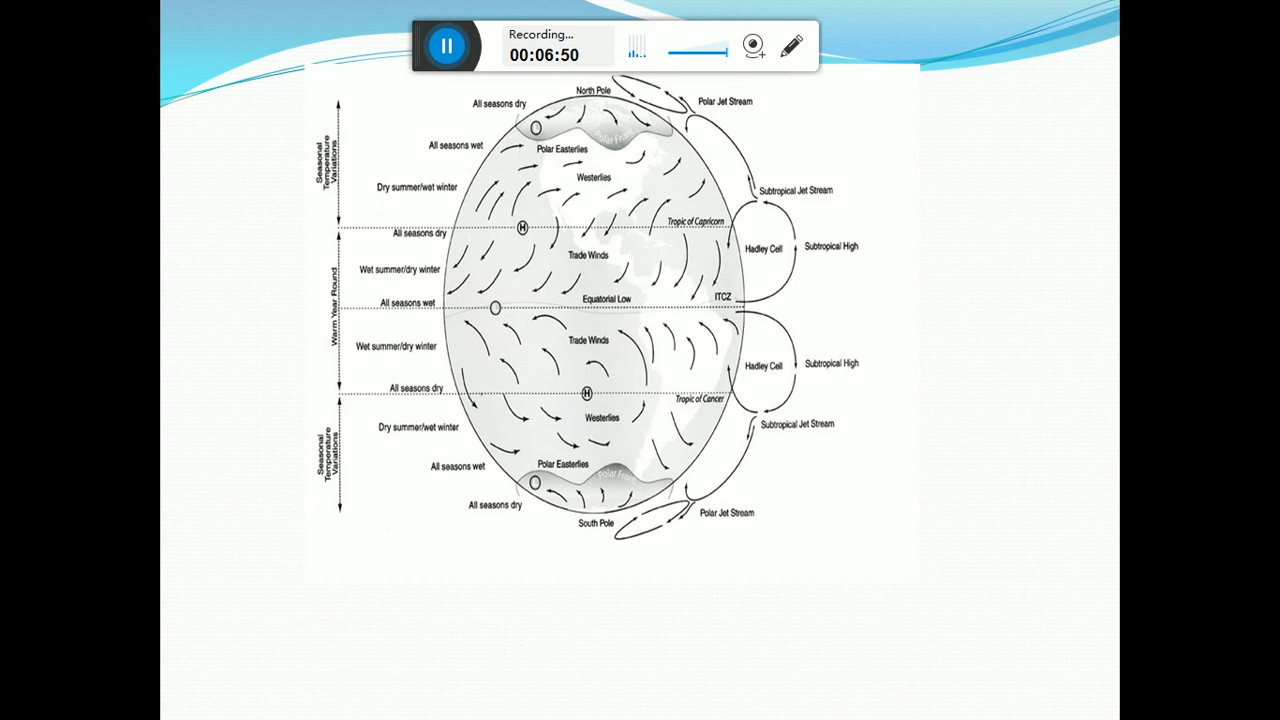 Recording...
00:06:50
North Pole
All seasons dry
Polar Jet Stream
Polar Front
All seasons wet
Polar Easterlies
Seasonal
Temperature
Variations
Westerlies
Dry summer/wet winter
Subtropical Jet Stream
Tropic of Capricorn
H
All seasons dry
Hadley Cell
Subtropical High
Trade Winds
Wet summer/dry winter
Warm Year Round
All seasons wet
Equatorial Low
ITCZ
Trade Winds
Wet summer/dry winter
Hadley Cell
Subtropical High
All seasons dry
H
Tropic of Cancer
Westerlies
Subtropical Jet Stream
Dry summer/wet winter
Seasonal
Temperature
Variations
All seasons wet
Polar Easterlies
Polar Front
All seasons dry
South Pole
Polar Jet Stream